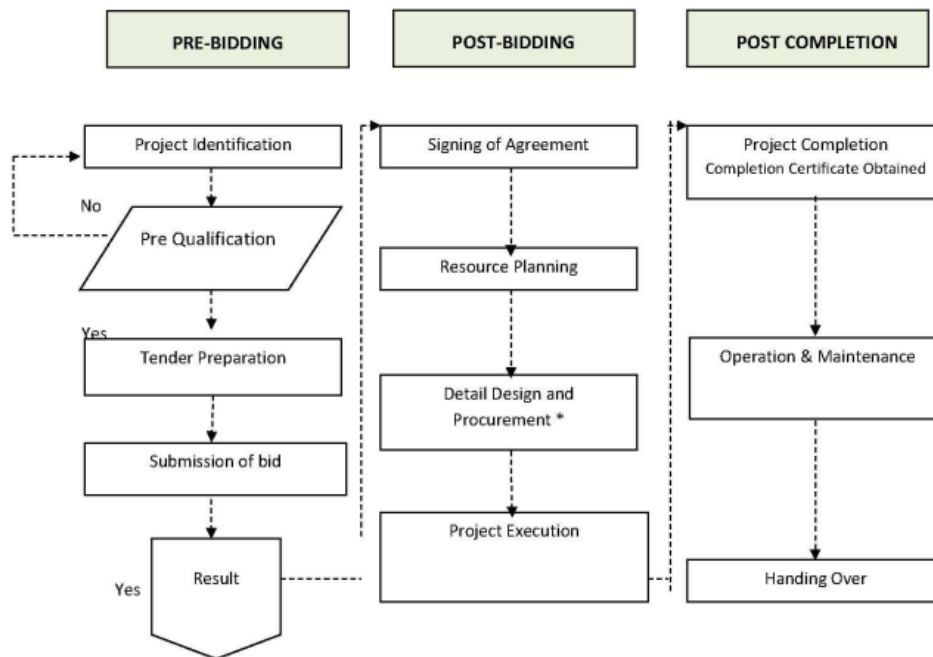 PRE-BIDDING
POST-BIDDING
POST COMPLETION
Project Identification
No
Pre Qualification
Yes
Tender Preparation
Submission of bid
Yes
Result
Signing of Agreement
Resource Planning
Detail Design and
Procurement *
Project Execution
Project Completion
Completion Certificate Obtained
Operation & Maintenance
Handing Over